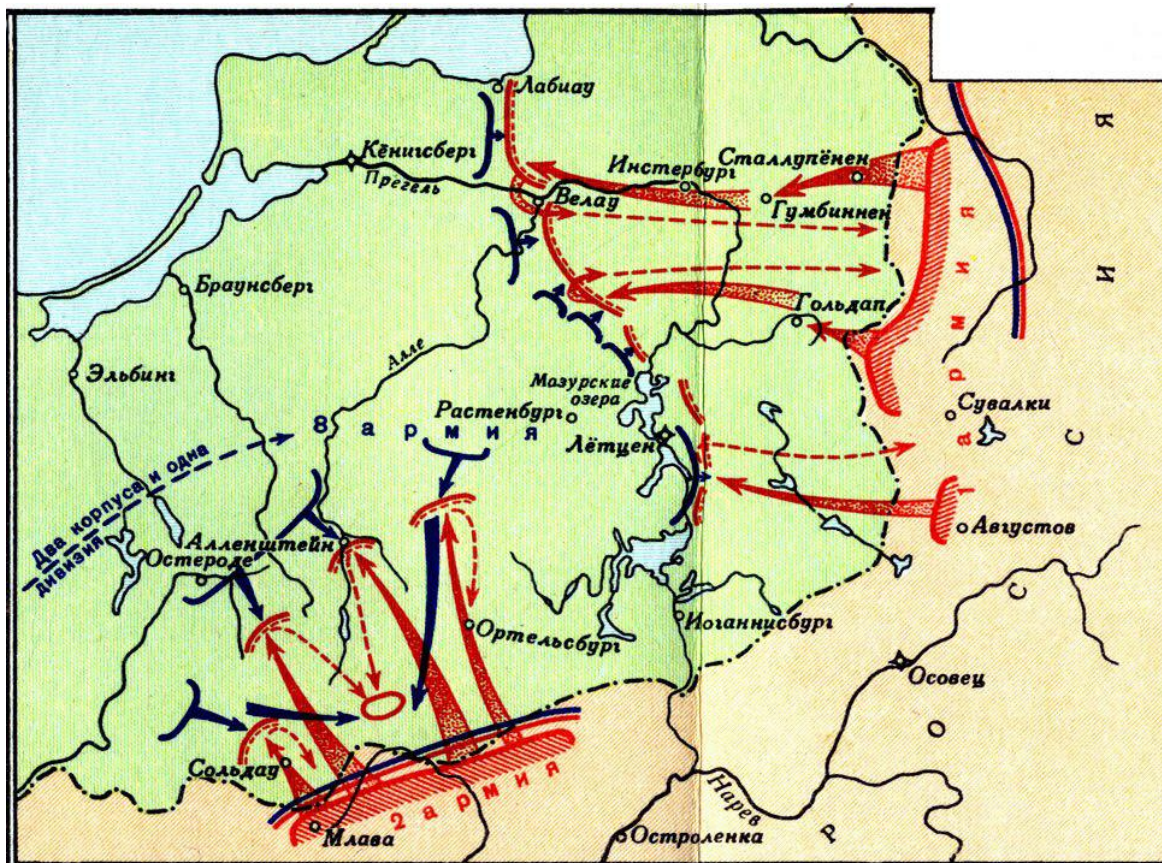 Лабиау
Кёнигсберг
Прегель
Инстербург
Сталлупёнен
Гумбиннен
Велау
Браунсберг
Гольдап
Алле
Эльбинг
Мазурские
озера
Растенбург
8 армия
Лётцен
Сувалки
1 армия
Августов
Два корпуса и одна
дивизия
Алленштейн
Остероде
Ортельсбург
Иоганнисбург
Осовец
Сольдау
2 армия
Млава
Нарев
Остроленка
РОССИЯ